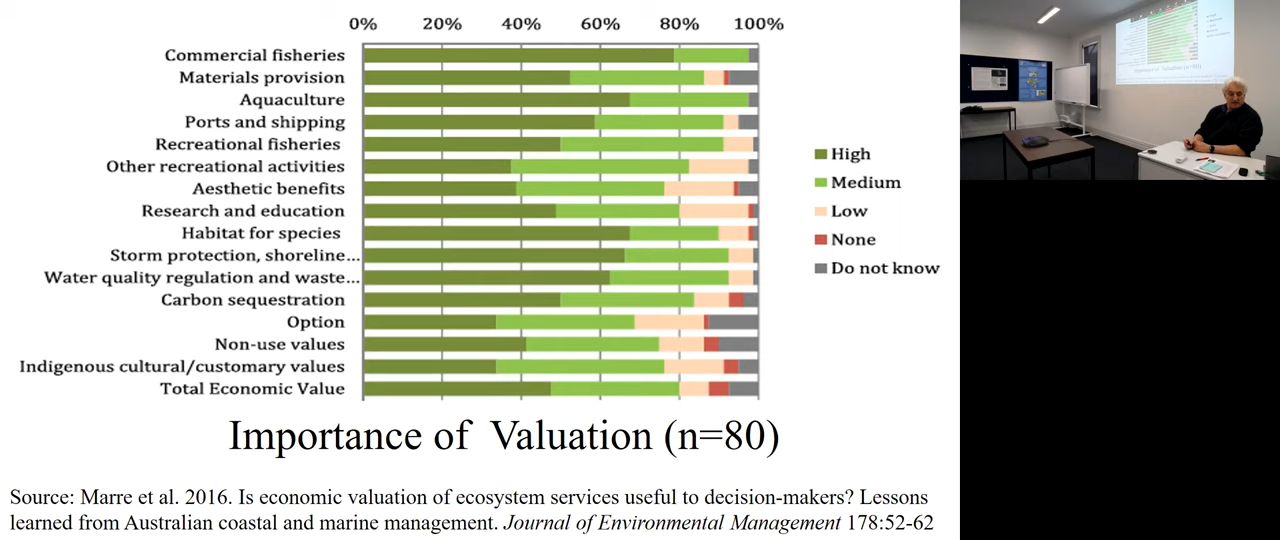 0% 20% 40% 60% 80% 100%
Commercial fisheries
Materials provision
Aquaculture
Ports and shipping
Recreational fisheries
Other recreational activities
Aesthetic benefits
Research and education
Habitat for species
Storm protection, shoreline...
Water quality regulation and waste...
Carbon sequestration
Option
Non-use values
Indigenous cultural/customary values
Total Economic Value
High
Medium
Low
None
Do not know
Importance of Valuation (n=80)
Source: Marre et al. 2016. Is economic valuation of ecosystem services useful to decision-makers? Lessons
learned from Australian coastal and marine management. Journal of Environmental Management 178:52-62